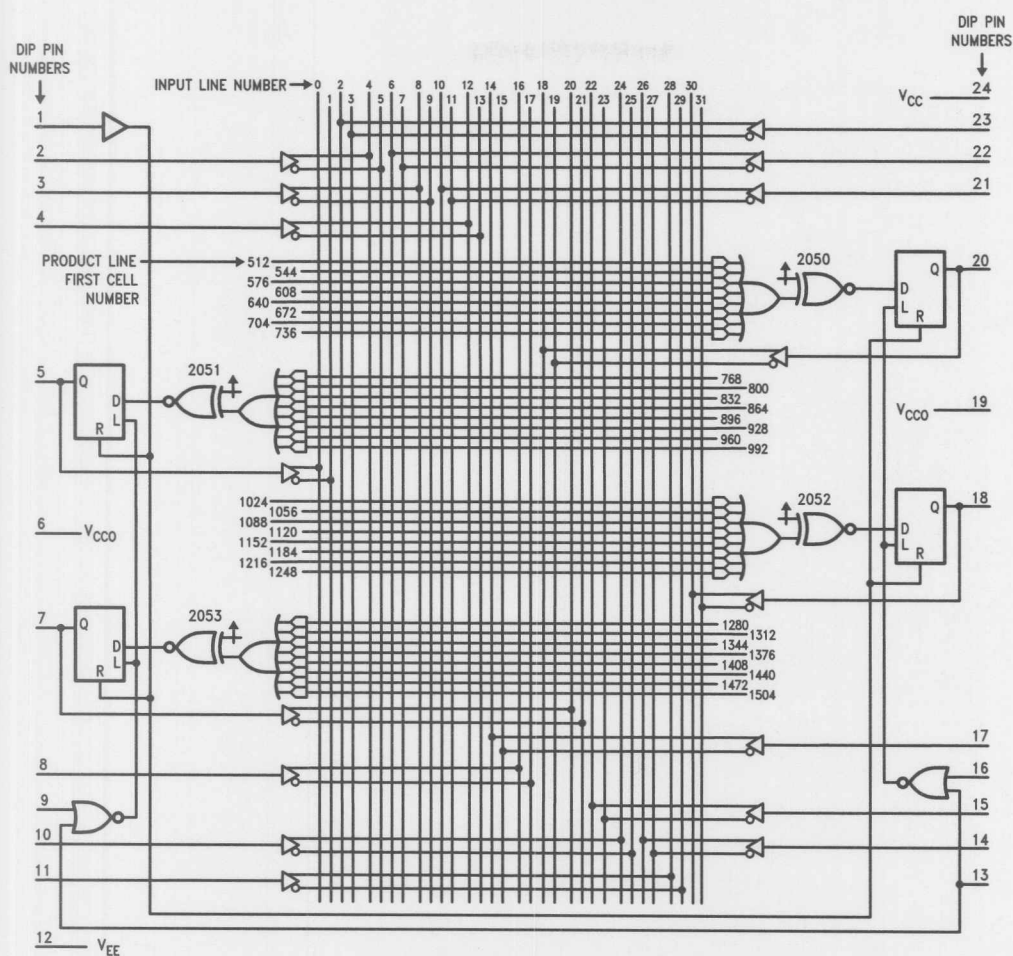 DIP PIN NUMBERS
DIP PIN NUMBERS
INPUT LINE NUMBER
0 2 4 6 8 10 12 14 16 18 20 22 24 26 28 30
1 3 5 7 9 11 13 15 17 19 21 23 25 27 29 31
VCC 24
1 23
2 22
3 21
4
PRODUCT LINE FIRST CELL NUMBER
512
544
576
608
640
672
704
736
2050
Q
D
L
R
20
5
Q
D
L
R
2051
768
800
832
864
896
928
960
992
VCCO 19
6 VCCO
1024
1056
1088
1120
1152
1184
1216
1248
2052
Q
D
L
R
18
7
Q
D
L
R
2053
1280
1312
1344
1376
1408
1440
1472
1504
17
8 16
9
15
10 14
11 13
12 VEE